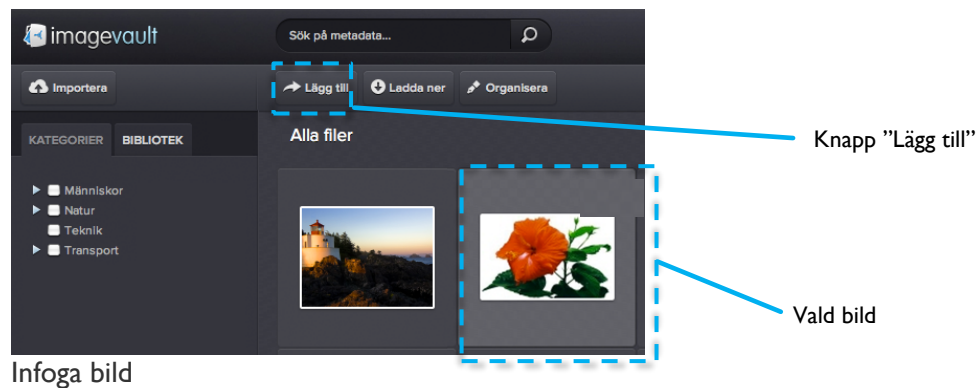 imagevault
Sök på metadata...
Importera
Lägg till
Ladda ner
Organisera
Knapp ”Lägg till”
KATEGORIER
BIBLIOTEK
Alla filer
Människor
Natur
Teknik
Transport
Vald bild
Infoga bild